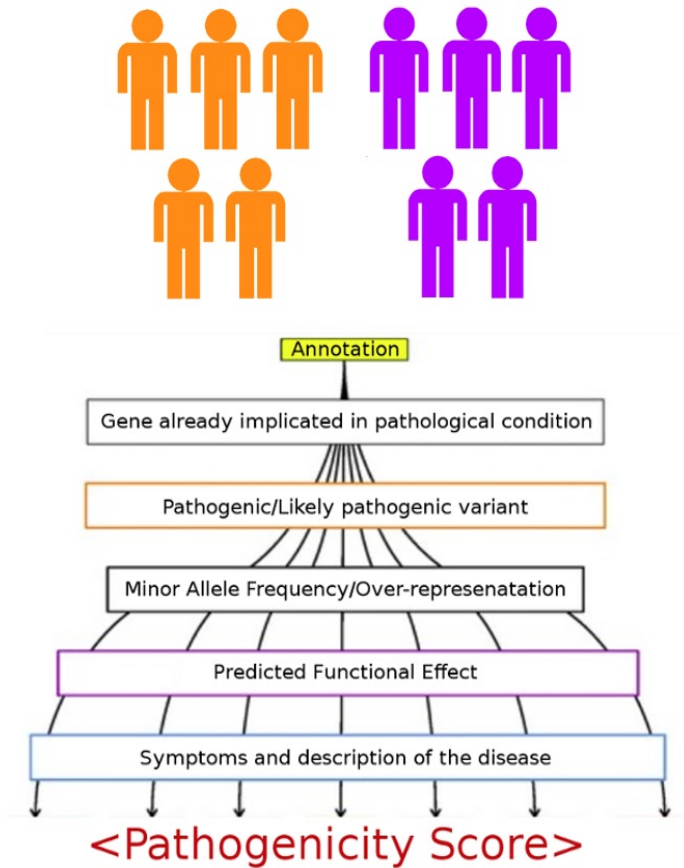 Annotation
Gene already implicated in pathological condition
Pathogenic/Likely pathogenic variant
Minor Allele Frequency/Over-represenatation
Predicted Functional Effect
Symptoms and description of the disease
<Pathogenicity Score>